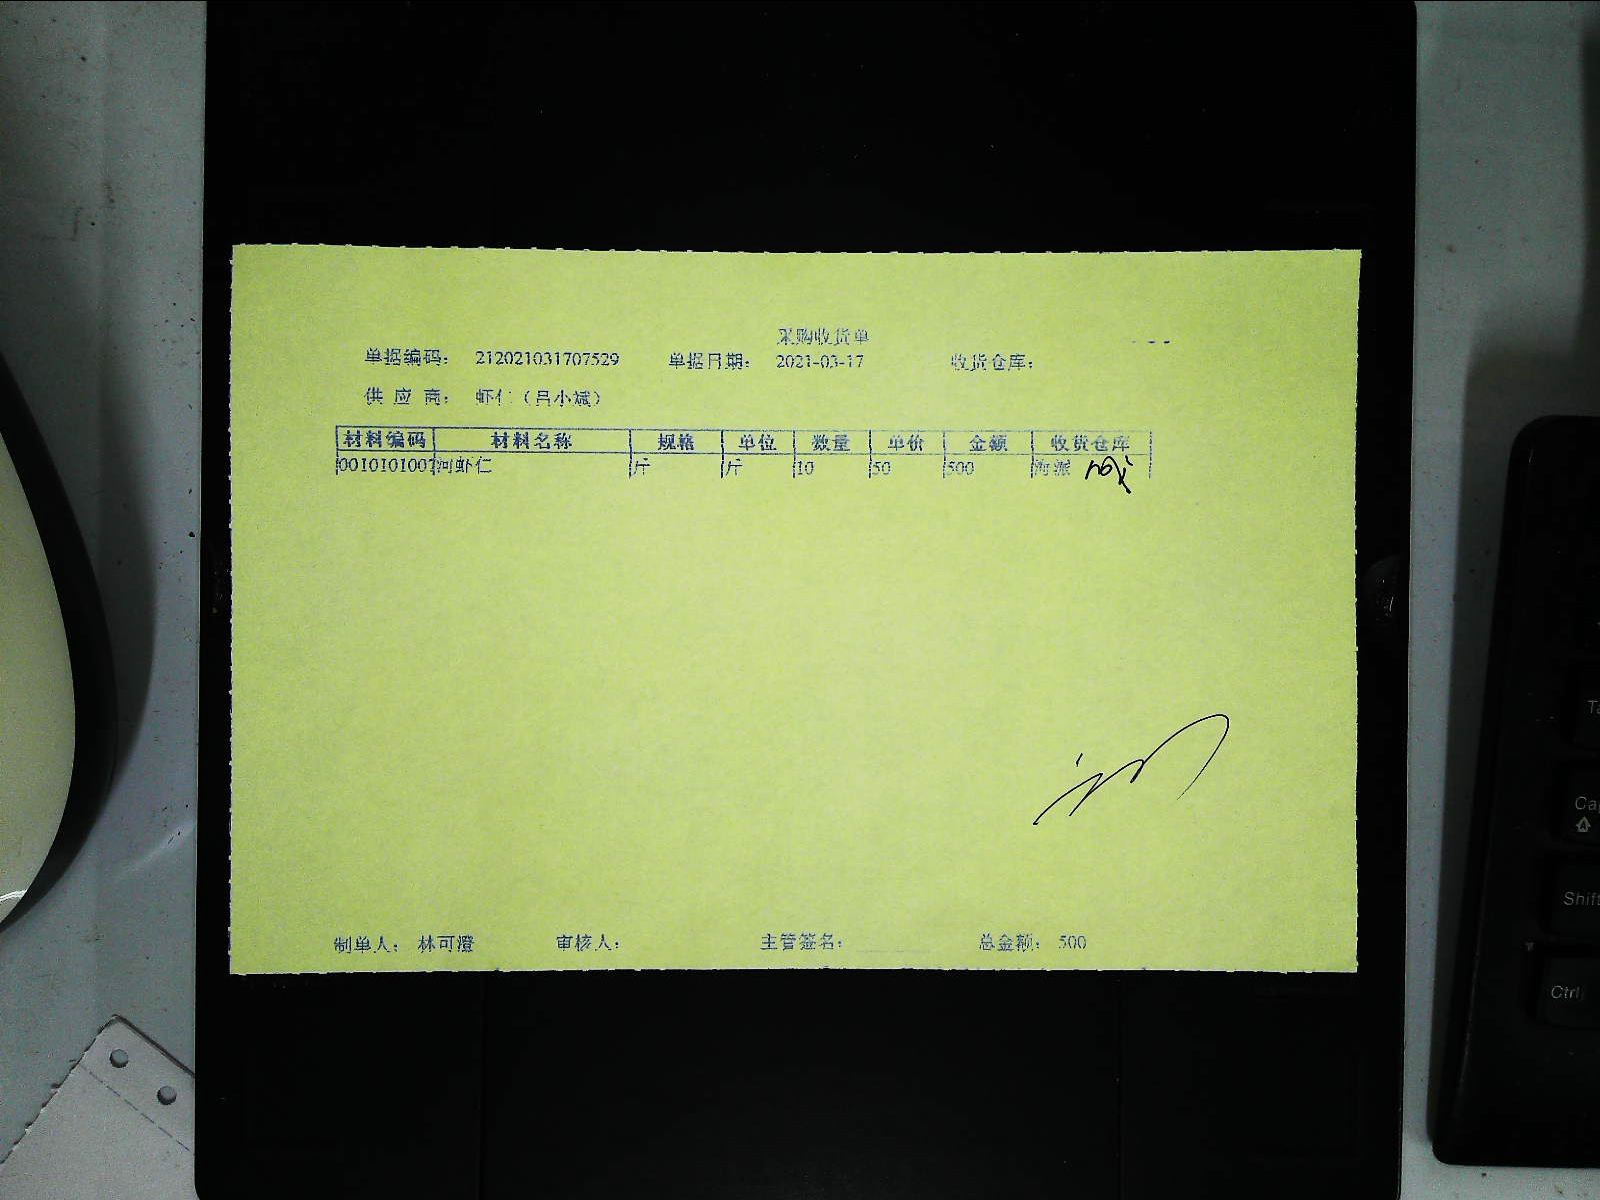 采购收货单
单据编码： 212021031707529 单据日期： 2021-03-17 收货仓库：
供 应 商： 虾仁（吕小斌）
材料编码 材料名称 规格 单位 数量 单价 金额 收货仓库
0010101007 河虾仁 斤 斤 10 50 500 海派
制单人： 林可澄 审核人： 主管签名： 总金额： 500
Shift
Ctrl